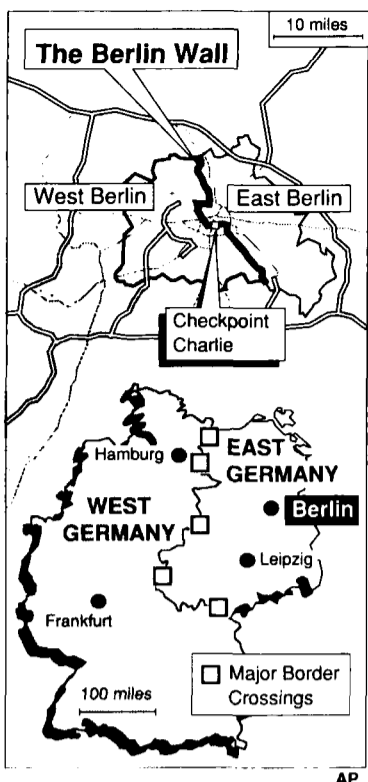 10 miles
The Berlin Wall
West Berlin
East Berlin
Checkpoint
Charlie
Hamburg
EAST
GERMANY
WEST
GERMANY
Berlin
Leipzig
Frankfurt
Major Border
Crossings
100 miles
AP